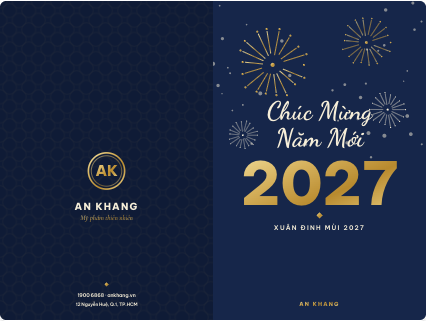 AK
AN KHANG
Mỹ phẩm thiên nhiên
1900 6868 · ankhang.vn
12 Nguyễn Huệ, Q.1, TP. HCM
Chúc Mừng
Năm Mới
2027
XUÂN ĐINH MÙI 2027
AN KHANG